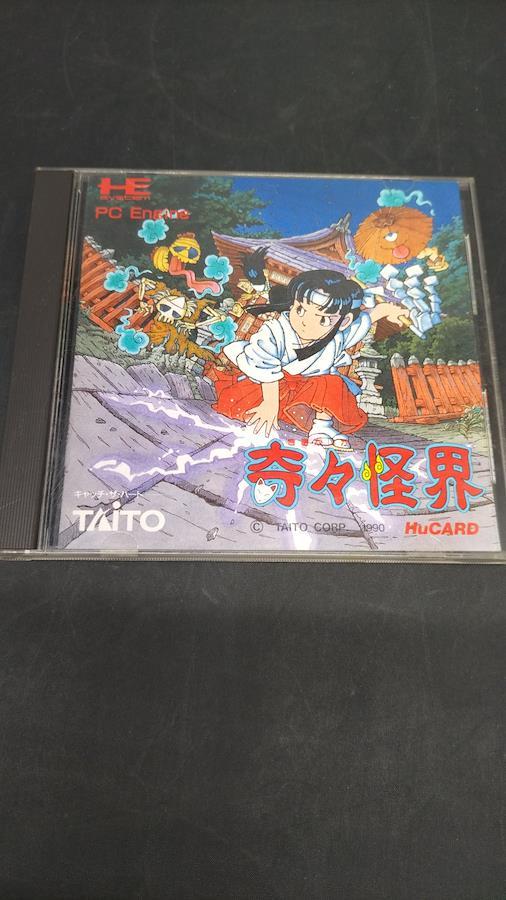 HE
system
PC Engine
奇々怪界
キャッチ・ザ・ハート
TAITO
© TAITO CORP. 1990
HuCARD